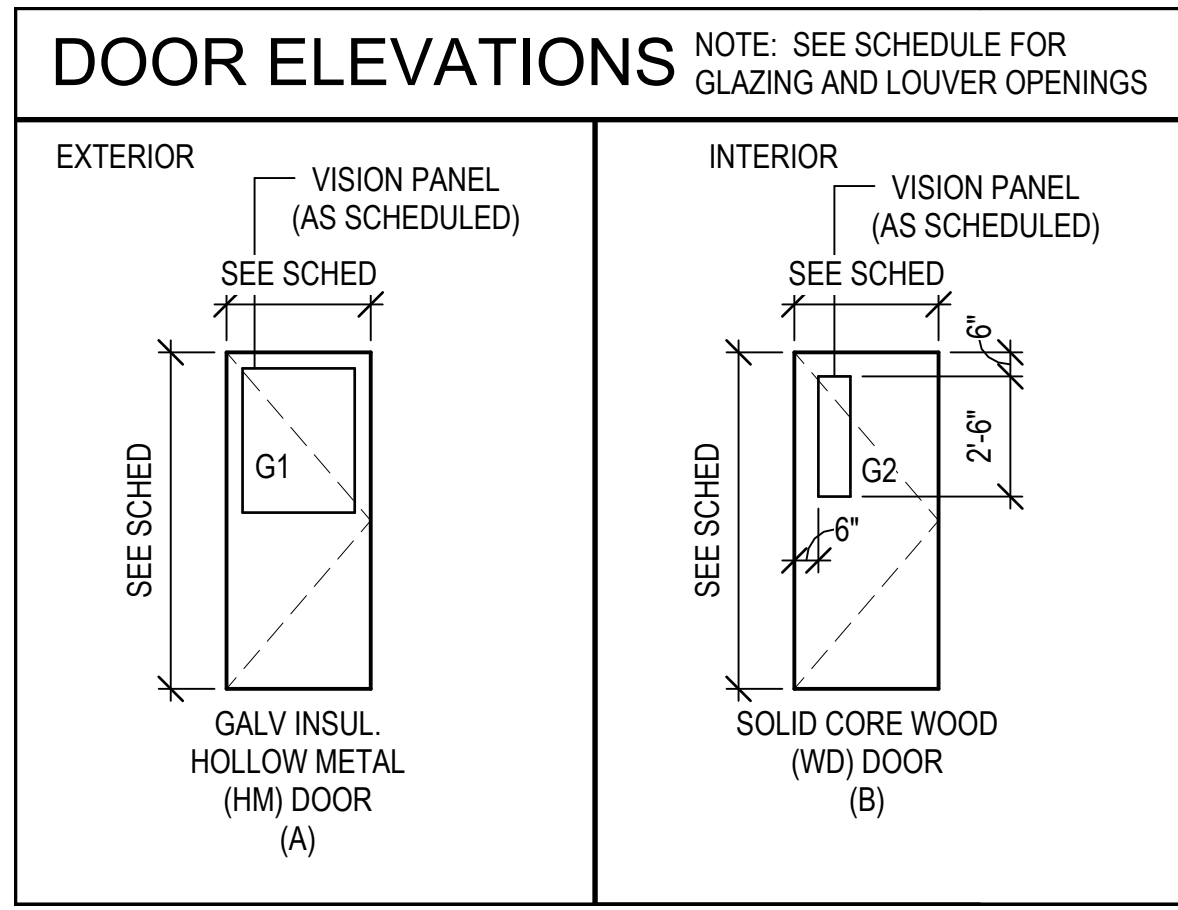 DOOR ELEVATIONS
NOTE: SEE SCHEDULE FOR
GLAZING AND LOUVER OPENINGS
EXTERIOR
VISION PANEL
(AS SCHEDULED)
SEE SCHED
SEE SCHED
G1
GALV INSUL.
HOLLOW METAL
(HM) DOOR
(A)
INTERIOR
VISION PANEL
(AS SCHEDULED)
SEE SCHED
6"
2'-6"
SEE SCHED
G2
6"
SOLID CORE WOOD
(WD) DOOR
(B)